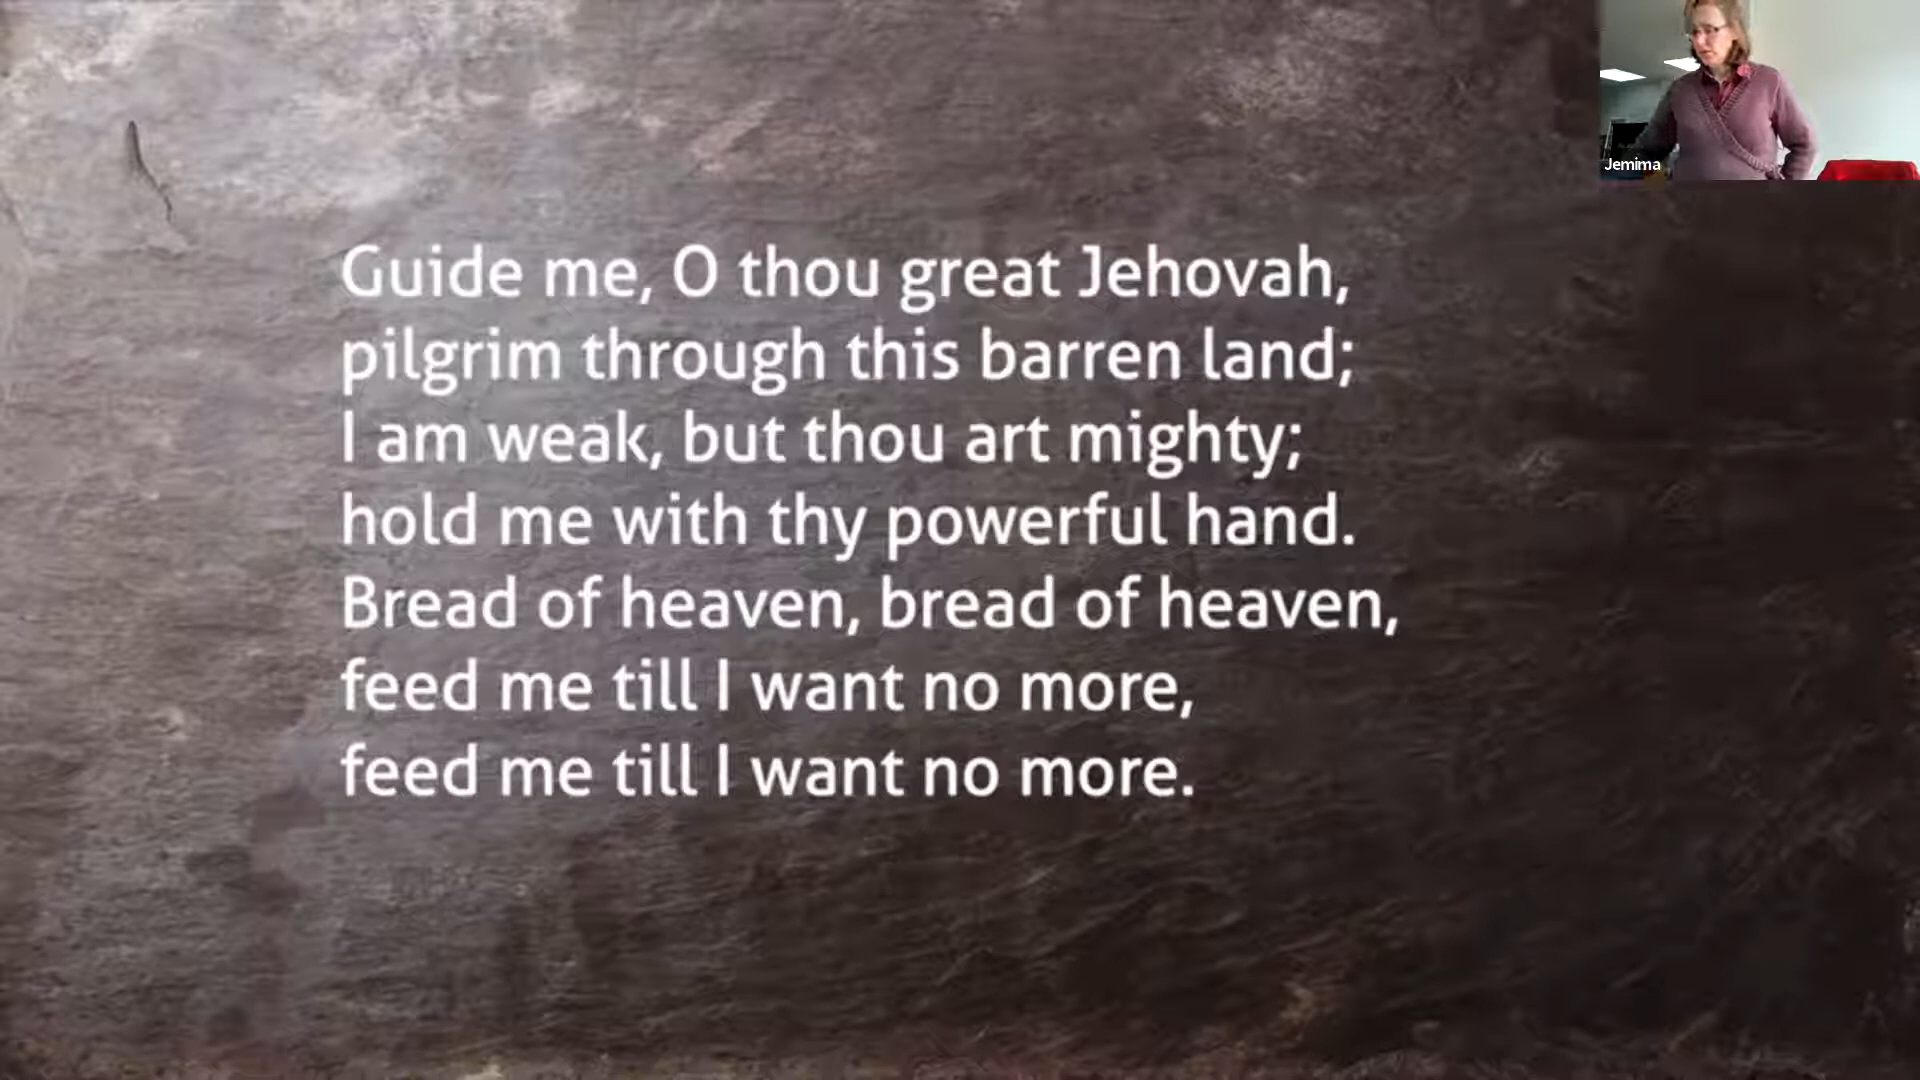 Jemima
Guide me, O thou great Jehovah,
pilgrim through this barren land;
I am weak, but thou art mighty;
hold me with thy powerful hand.
Bread of heaven, bread of heaven,
feed me till I want no more,
feed me till I want no more.